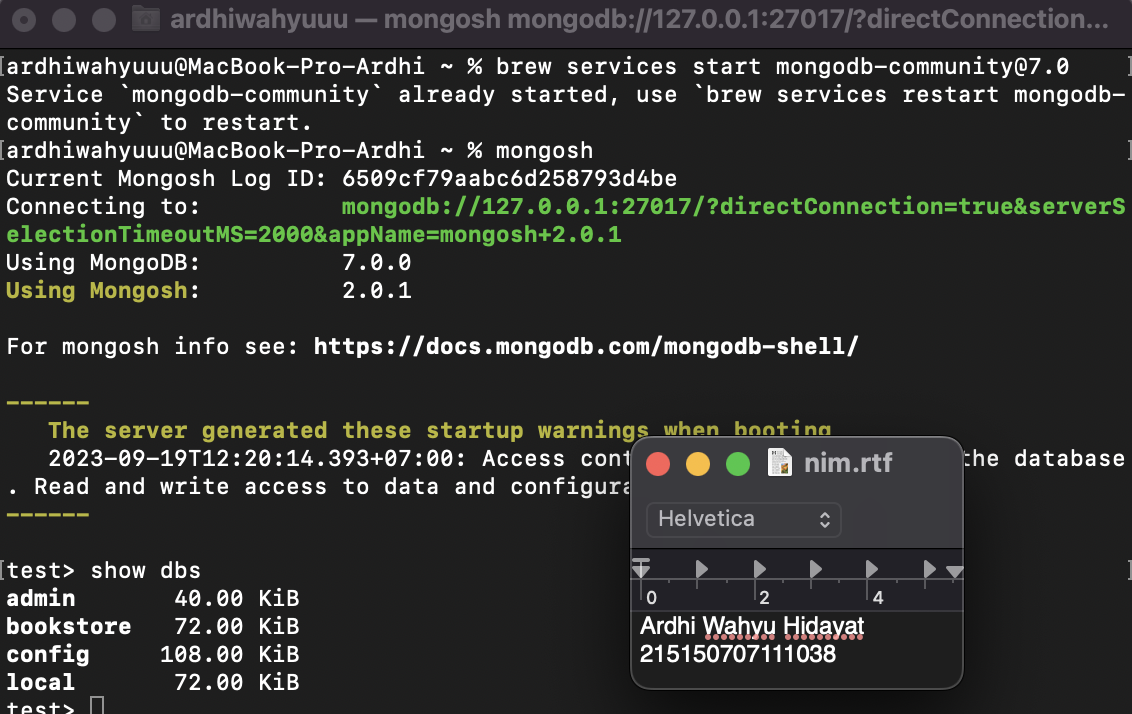 ardhiwahyuuu — mongosh mongodb://127.0.0.1:27017/?directConnection...
ardhiwahyuuu@MacBook-Pro-Ardhi ~ % brew services start mongodb-community@7.0
Service `mongodb-community` already started, use `brew services restart mongodb-
community` to restart.
ardhiwahyuuu@MacBook-Pro-Ardhi ~ % mongosh
Current Mongosh Log ID: 6509cf79aabc6d258793d4be
Connecting to: mongodb://127.0.0.1:27017/?directConnection=true&serverS
electionTimeoutMS=2000&appName=mongosh+2.0.1
Using MongoDB: 7.0.0
Using Mongosh: 2.0.1
For mongosh info see: https://docs.mongodb.com/mongodb-shell/
------
The server generated these startup warnings when booting
2023-09-19T12:20:14.393+07:00: Access the database
. Read and write access to data and
------
test> show dbs
admin 40.00 KiB
bookstore 72.00 KiB
config 108.00 KiB
local 72.00 KiB
test>
nim.rtf
Helvetica
0 2 4
Ardhi Wahyu Hidayat
215150707111038